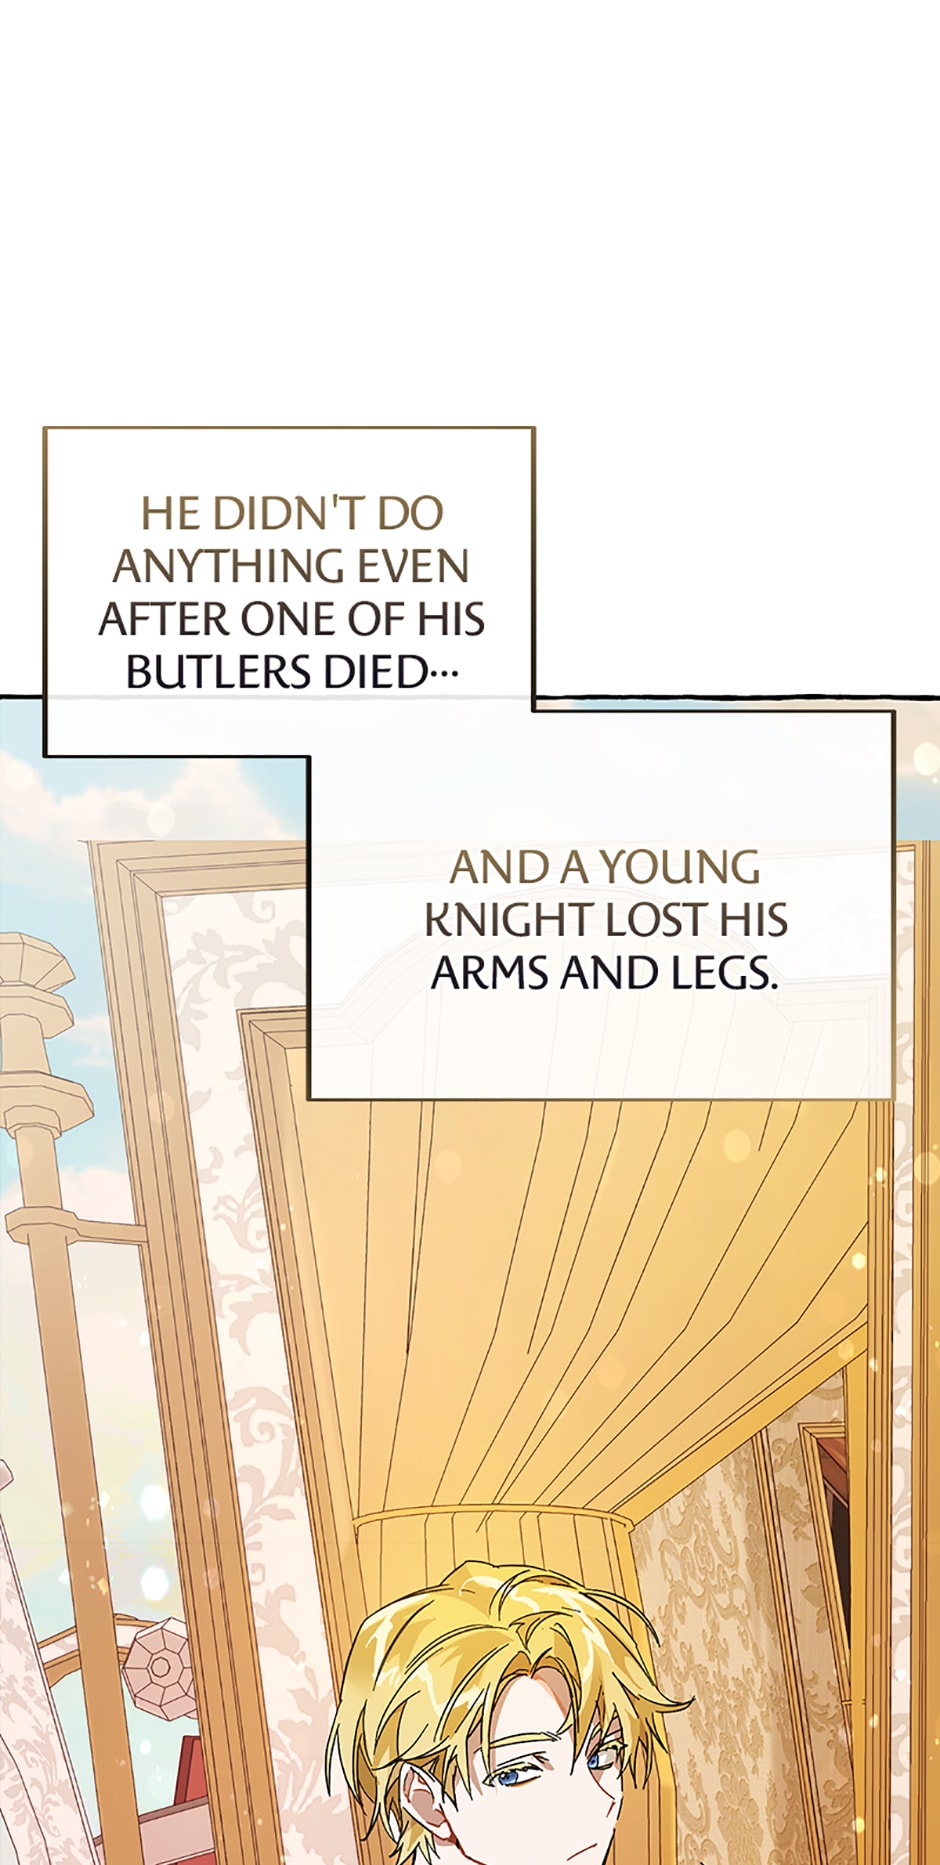 HE DIDN'T DO
ANYTHING EVEN
AFTER ONE OF HIS
BUTLERS DIED...
AND A YOUNG
KNIGHT LOST HIS
ARMS AND LEGS.